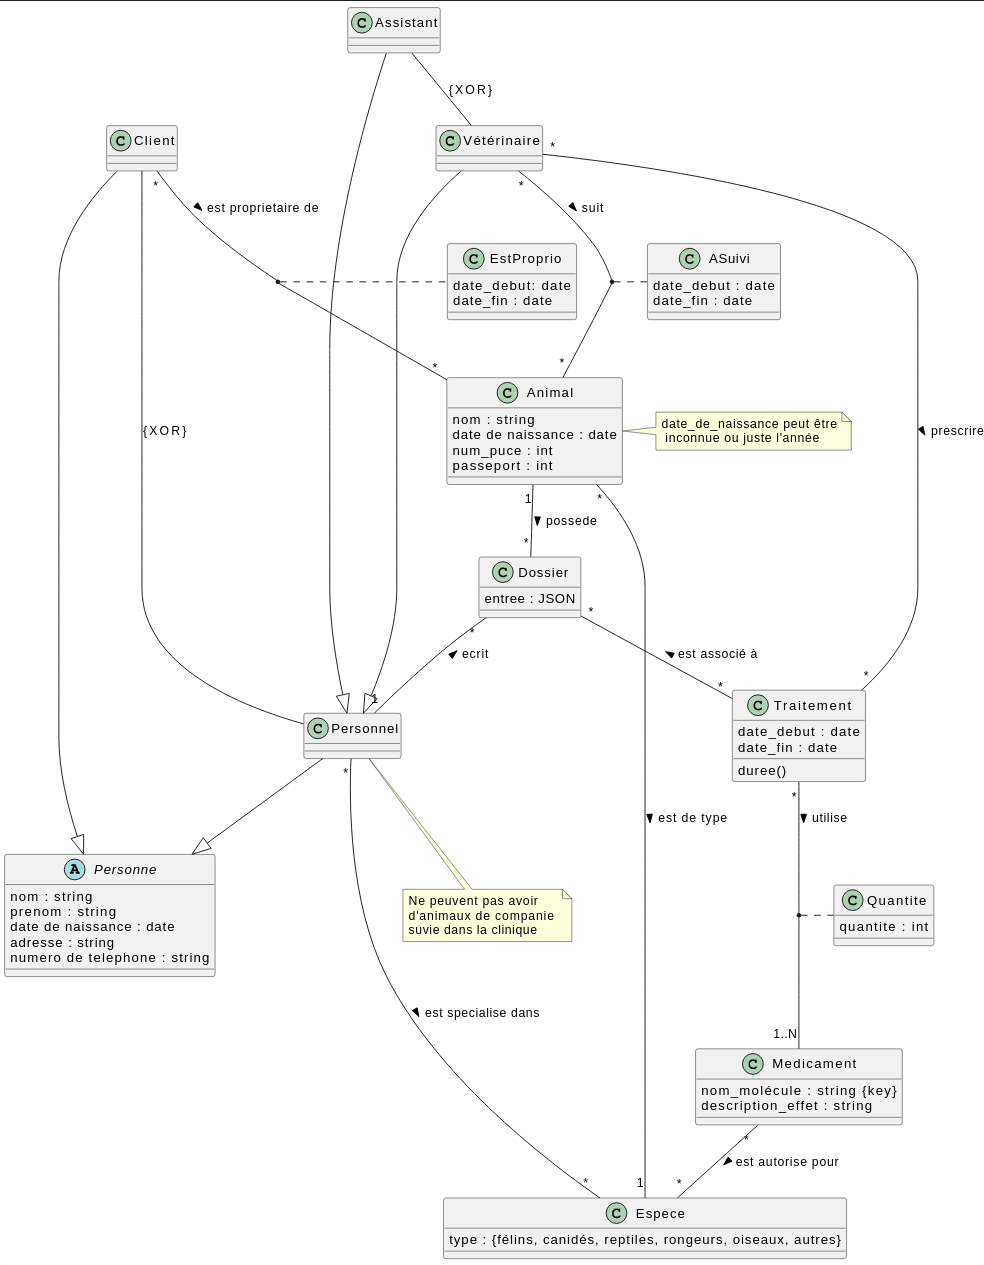 C Assistant
{XOR}
C Client
C Vétérinaire
*
*
*
est proprietaire de
suit
C EstProprio
date_debut: date
date_fin : date
C ASuivi
date_debut : date
date_fin : date
*
*
C Animal
nom : string
date de naissance : date
num_puce : int
passeport : int
date_de_naissance peut être
inconnue ou juste l'année
{XOR}
prescrire
1
*
possede
*
C Dossier
entree : JSON
*
*
ecrit
est associé à
*
*
1
C Personnel
C Traitement
date_debut : date
date_fin : date
duree()
*
*
est de type
utilise
A Personne
nom : string
prenom : string
date de naissance : date
adresse : string
numero de telephone : string
Ne peuvent pas avoir
d'animaux de companie
suvie dans la clinique
C Quantite
quantite : int
est specialise dans
1..N
C Medicament
nom_molécule : string {key}
description_effet : string
*
est autorise pour
*
1
*
C Espece
type : {félins, canidés, reptiles, rongeurs, oiseaux, autres}